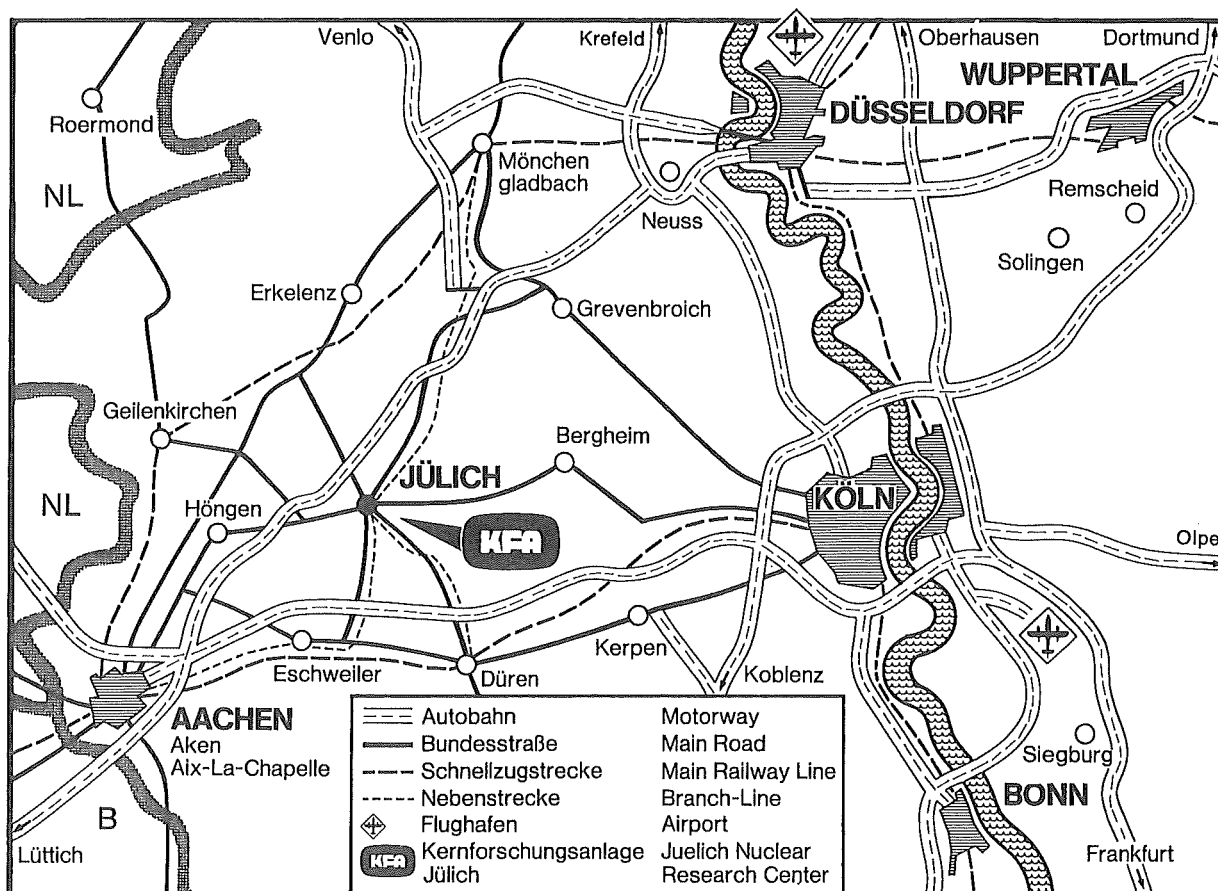 Venlo
Krefeld
Oberhausen
Dortmund
WUPPERTAL
DÜSSELDORF
Roermond
Mönchen
gladbach
NL
Neuss
Remscheid
Solingen
Erkelenz
Grevenbroich
Geilenkirchen
Bergheim
JÜLICH
NL
Höngen
KÖLN
KFA
Olpe
Kerpen
Eschweiler
Düren
Koblenz
AACHEN
Aken
Aix-La-Chapelle
Siegburg
BONN
B
Lüttich
Frankfurt
Autobahn Motorway
Bundesstraße Main Road
Schnellzugstrecke Main Railway Line
Nebenstrecke Branch-Line
Flughafen Airport
KFA Kernforschungsanlage Juelich Nuclear
Jülich Research Center